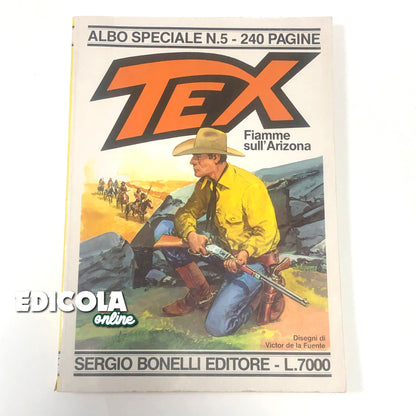 ALBO SPECIALE N.5 - 240 PAGINE
TEX
Fiamme
sull'Arizona
EDICOLA
online
Disegni di
Victor de la Fuente
SERGIO BONELLI EDITORE - L.7000